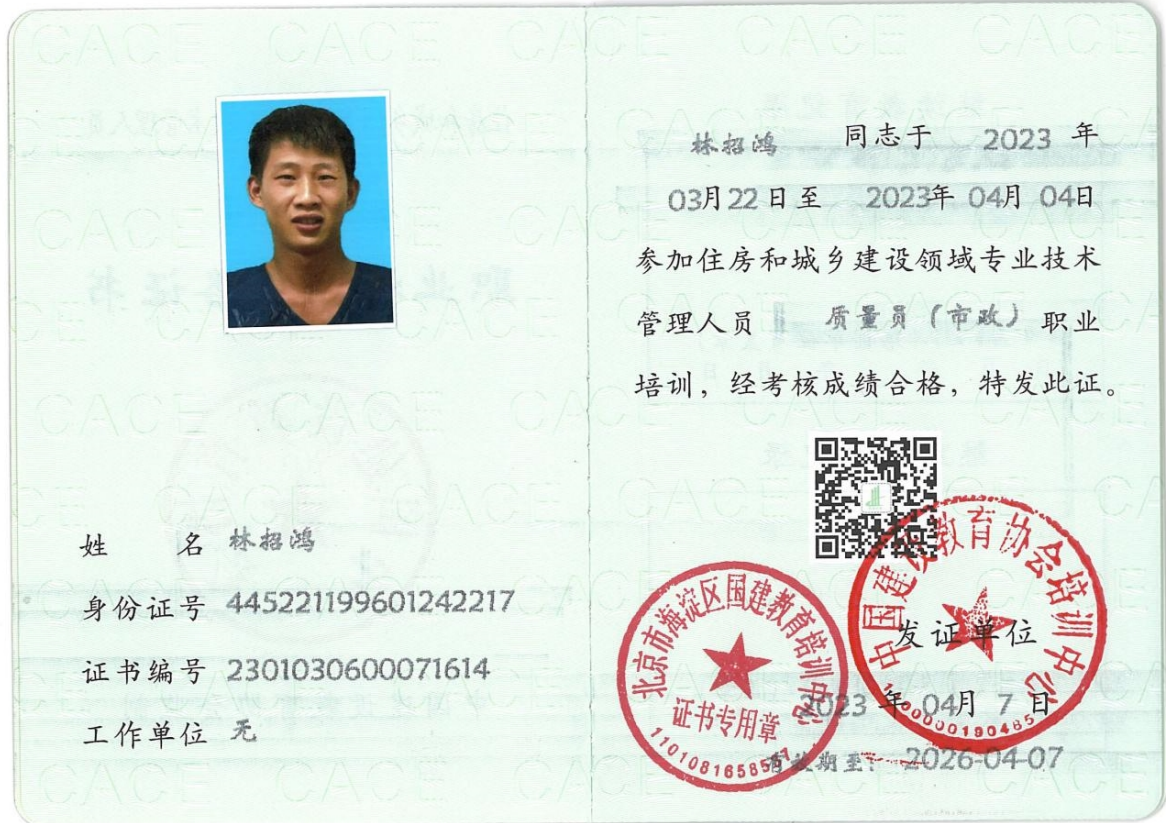 姓 名 林招鸿
身份证号 445221199601242217
证书编号 2301030600071614
工作单位 无
林招鸿 同志于 2023 年
03月22日至 2023年 04月 04日
参加住房和城乡建设领域专业技术
管理人员 质量员(市政) 职业
培训,经考核成绩合格,特发此证。
中国建设教育协会培训中心
北京市海淀区国建教育培训中心
证书专用章
发证单位
2023 年 04月 7 日
有效期至: 2026-04-07
CACE